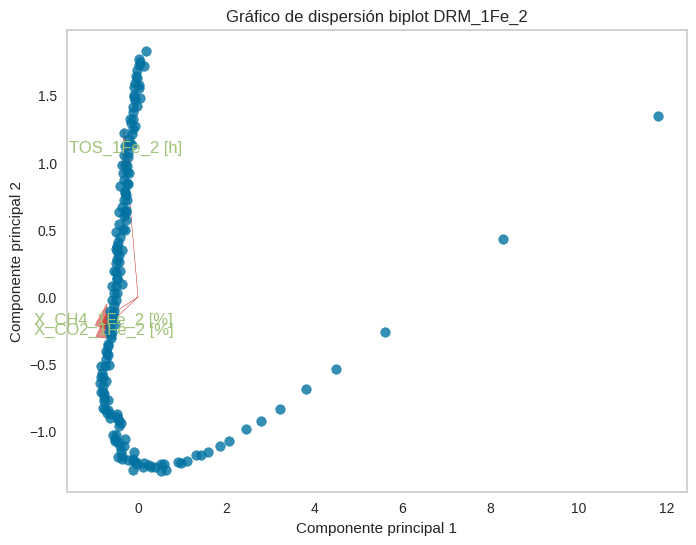 Gráfico de dispersión biplot DRM_1Fe_2
Componente principal 2
1.5
1.0
0.5
0.0
−0.5
−1.0
TOS_1Fe_2 [h]
X_CH4_1Fe_2 [%]
X_CO2_1Fe_2 [%]
0 2 4 6 8 10 12
Componente principal 1